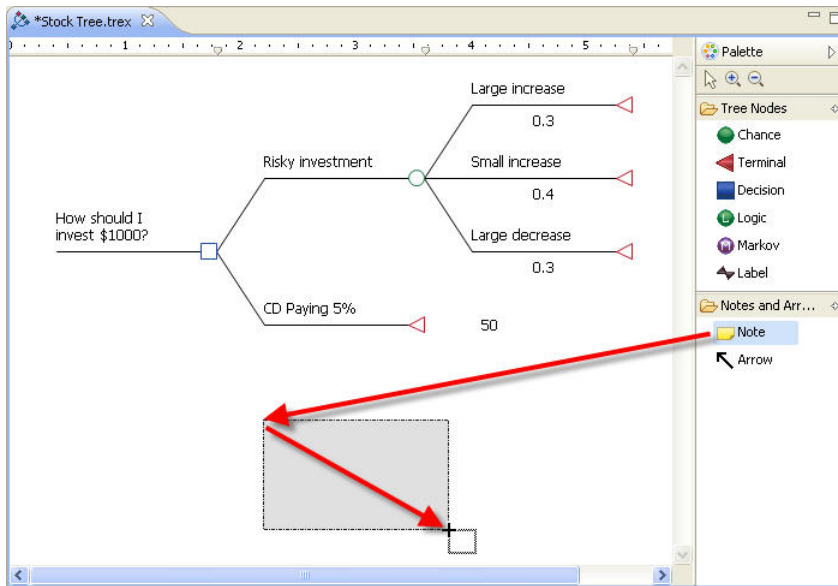 *Stock Tree.trex
0 1 2 3 4 5
Palette
Large increase
0.3
Tree Nodes
Chance
Risky investment
Small increase
Terminal
0.4
Decision
How should I
invest $1000?
Logic
Large decrease
Markov
0.3
Label
CD Paying 5%
50
Notes and Arr...
Note
Arrow